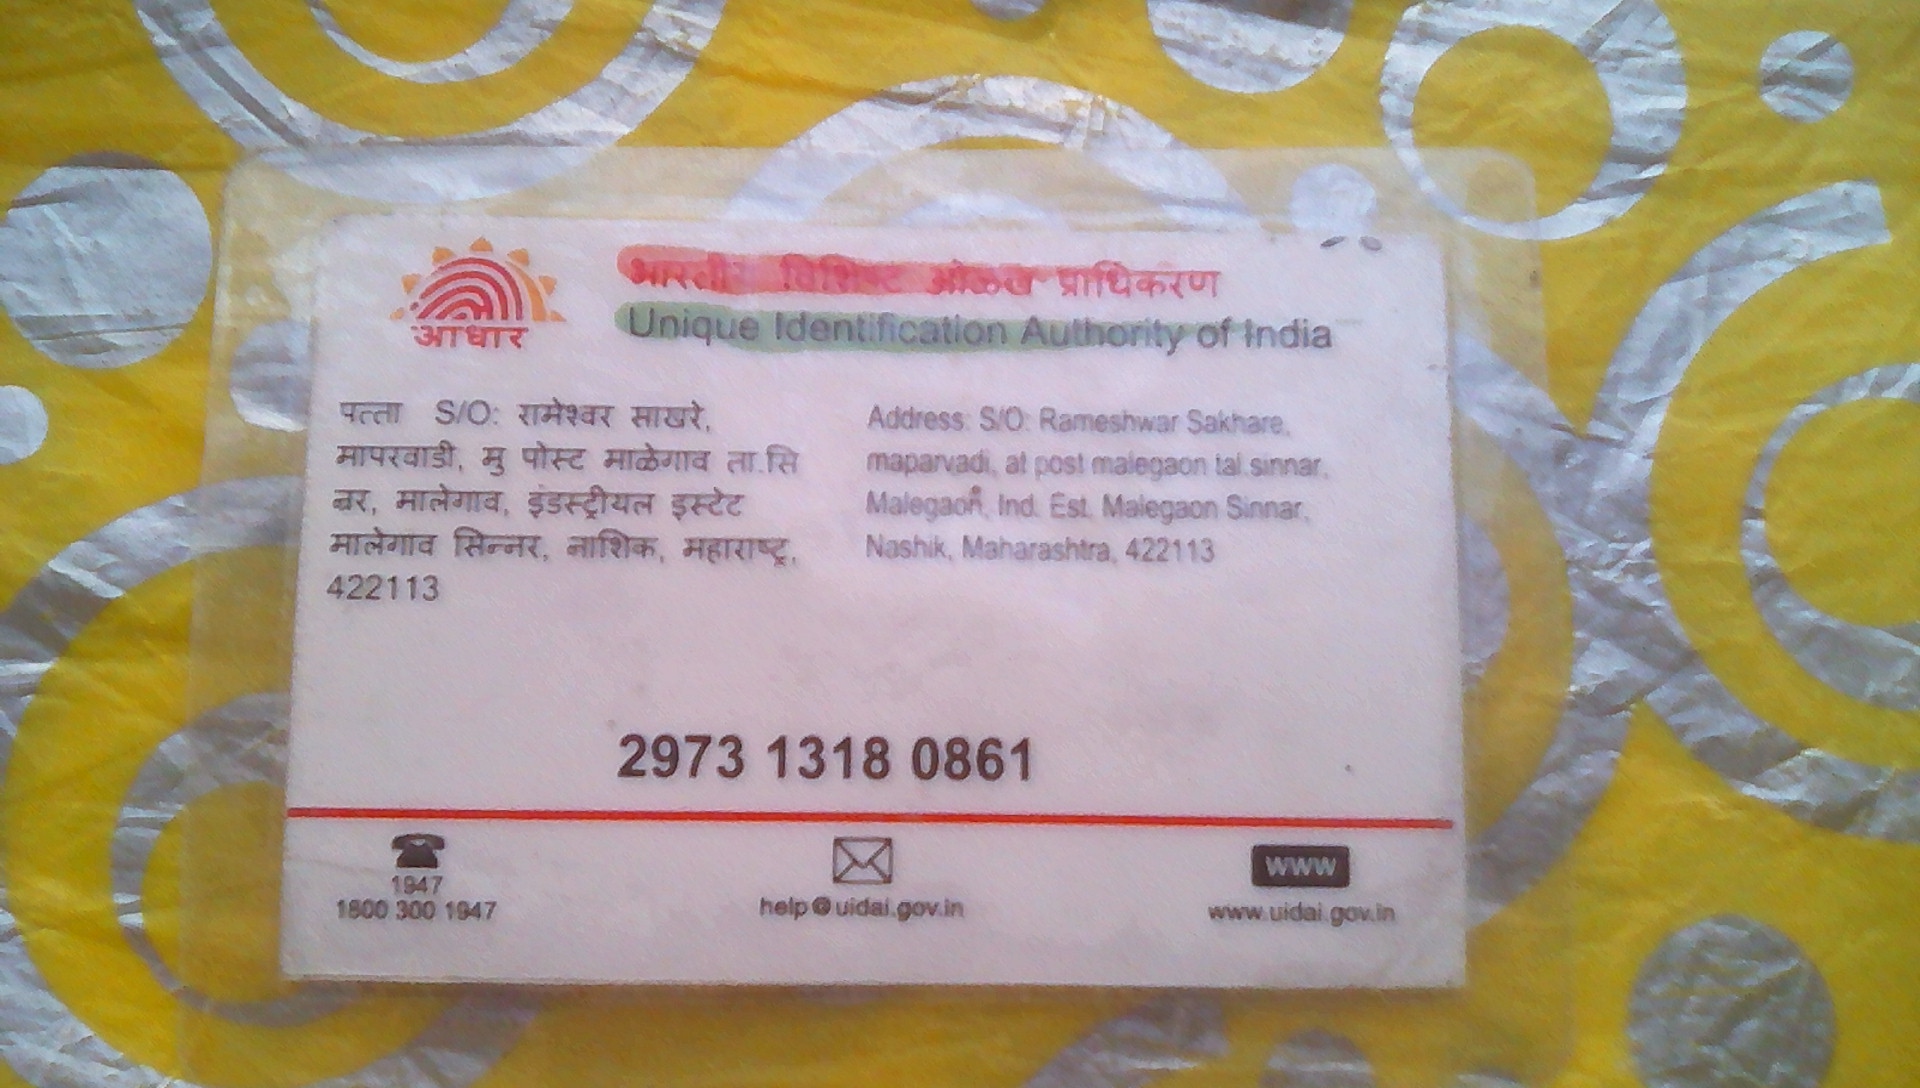 आधार
भारतीय विशिष्ट ओळख प्राधिकरण
Unique Identification Authority of India
पत्ता S/O: रामेश्वर साखरे,
मापरवाडी, मु पोस्ट माळेगाव ता.सि
न्नर, मालेगाव, इंडस्ट्रीयल इस्टेट
मालेगाव सिन्नर, नाशिक, महाराष्ट्र,
422113
Address: S/O: Rameshwar Sakhare,
maparvadi, at post malegaon tal.sinnar,
Malegaon, Ind. Est. Malegaon Sinnar,
Nashik, Maharashtra, 422113
2973 1318 0861
1947
1800 300 1947
help@uidai.gov.in
www
www.uidai.gov.in